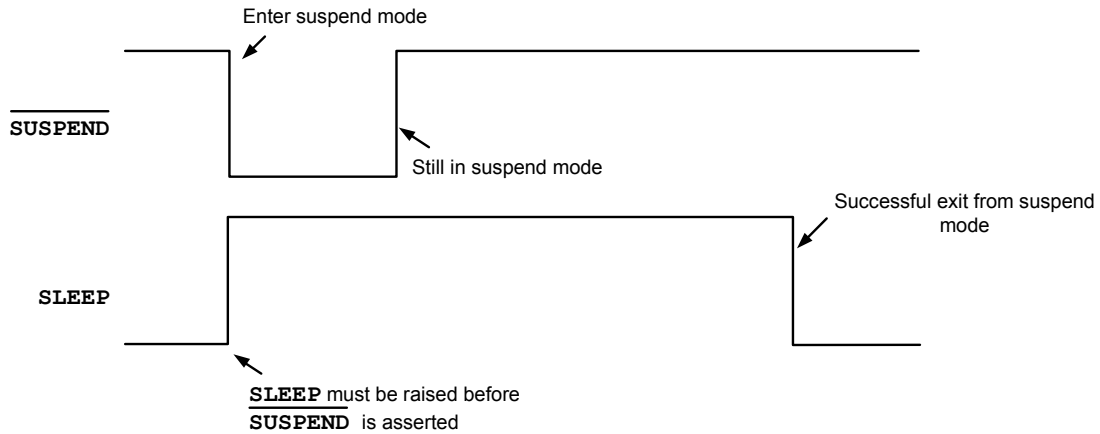 Enter suspend mode
SUSPEND
Still in suspend mode
Successful exit from suspend
mode
SLEEP
SLEEP must be raised before
SUSPEND is asserted